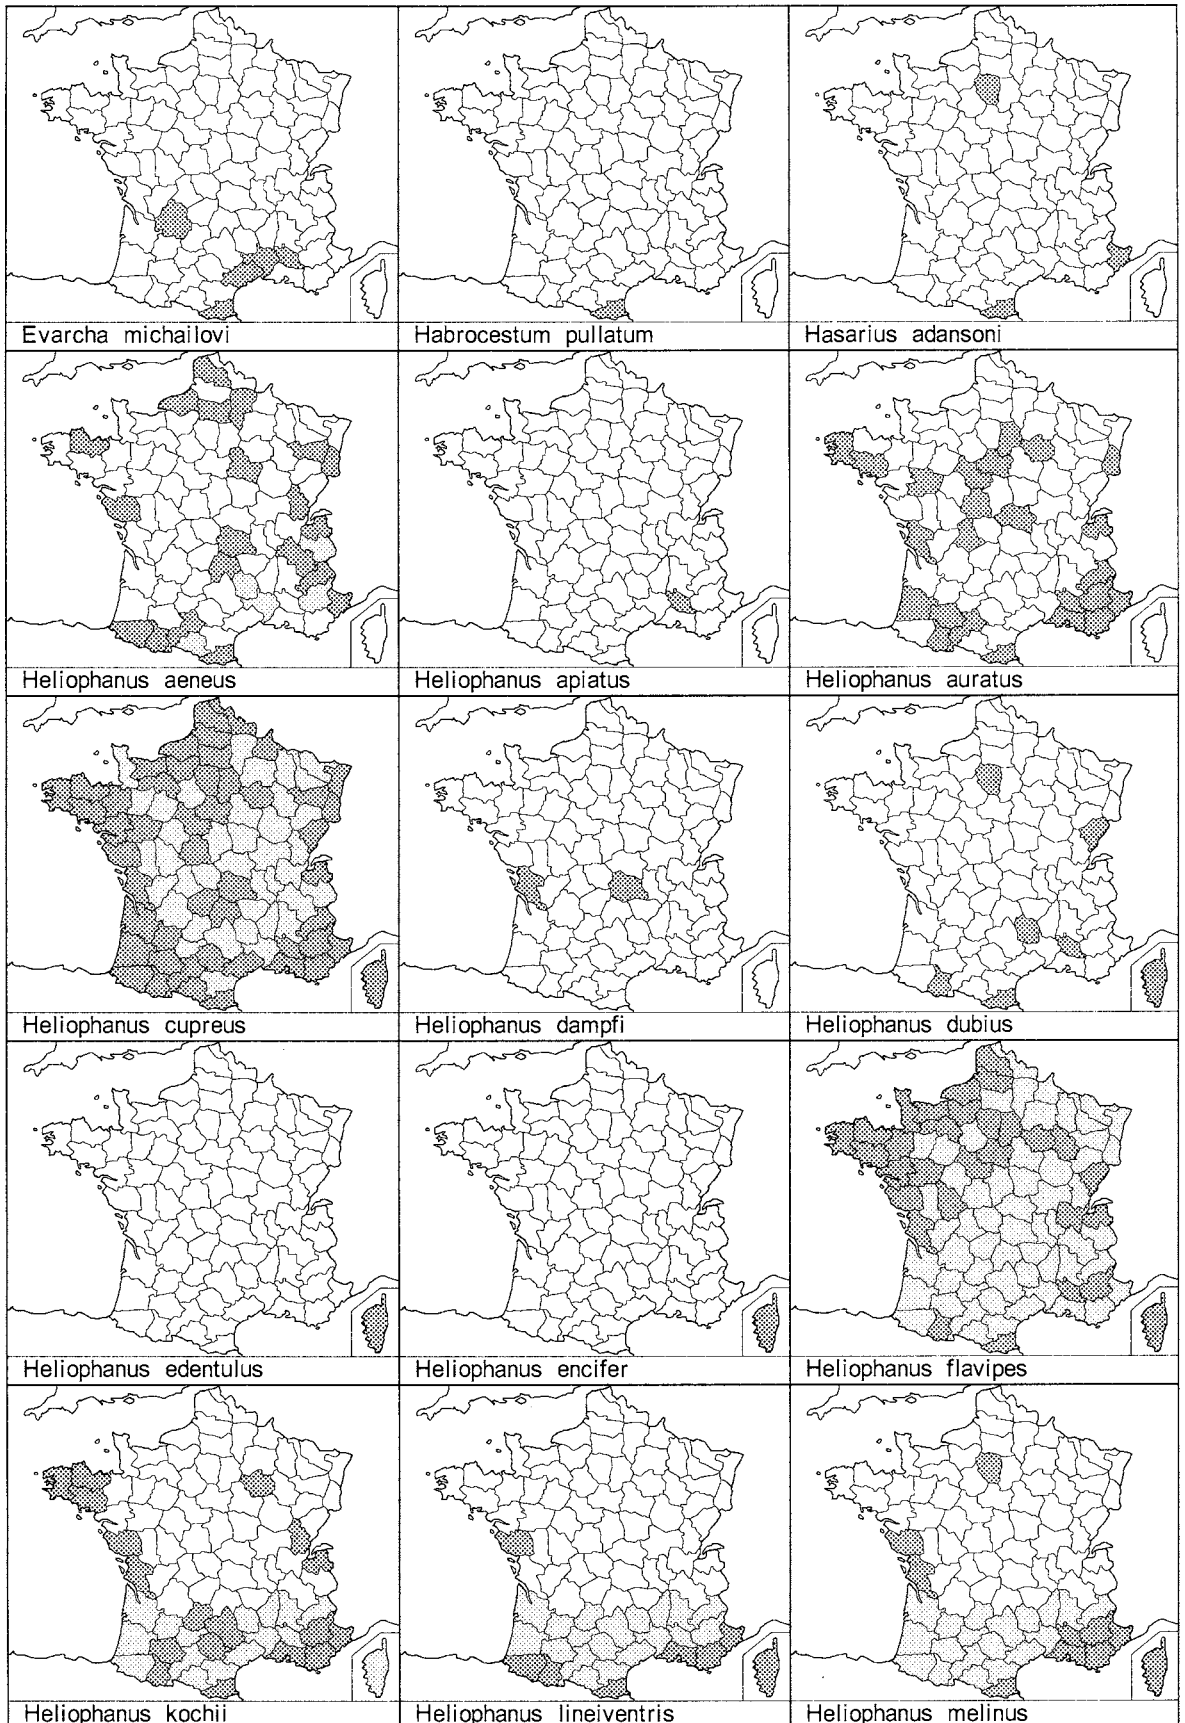 Evarcha michailovi
Habrocestum pullatum
Hasarius adansoni
Heliophanus aeneus
Heliophanus apiatus
Heliophanus auratus
Heliophanus cupreus
Heliophanus dampfi
Heliophanus dubius
Heliophanus edentulus
Heliophanus encifer
Heliophanus flavipes
Heliophanus kochii
Heliophanus lineiventris
Heliophanus melinus